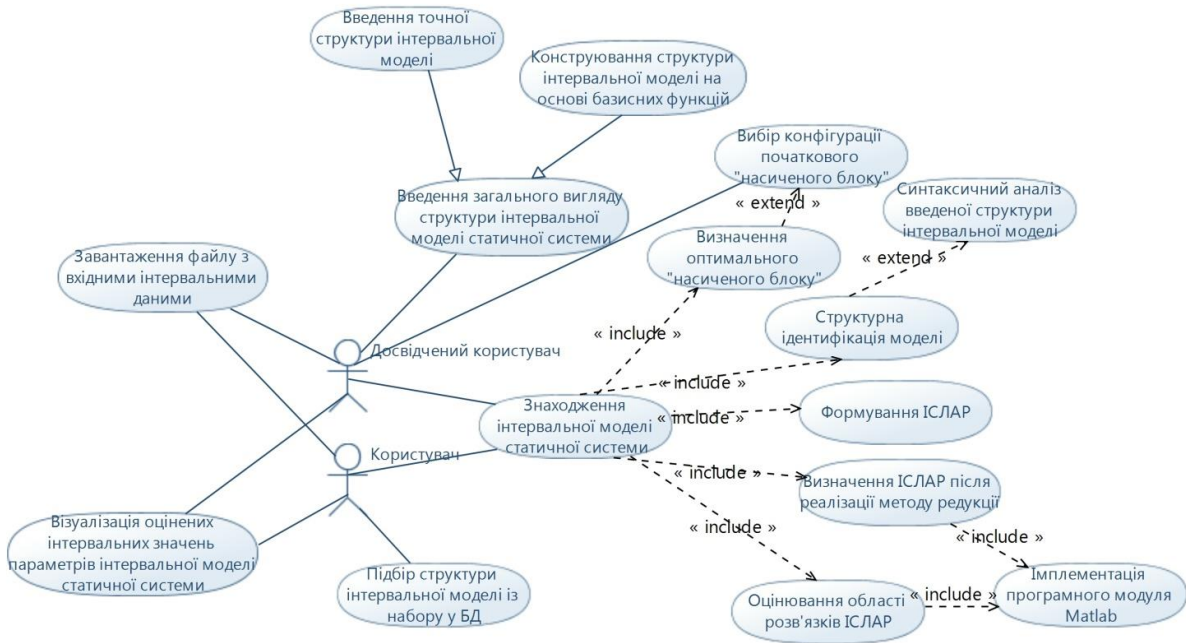 Введення точної
структури інтервальної
моделі
Конструювання структури
інтервальної моделі на
основі базисних функцій
Вибір конфігурації
початкового
"насиченого блоку"
Синтаксичний аналіз
введеної структури
інтервальної моделі
Введення загального вигляду
структури інтервальної
моделі статичної системи
« extend »
Визначення
оптимального
"насиченого блоку"
« extend »
Завантаження файлу з
вхідними інтервальними
даними
« include »
Структурна
ідентифікація моделі
Досвідчений користувач
« include »
Знаходження
інтервальної моделі
статичної системи
« include »
Формування ІСЛАР
Користувач
« include »
Визначення ІСЛАР після
реалізації методу редукції
« include »
« include »
Візуалізація оцінених
інтервальних значень
параметрів інтервальної моделі
статичної системи
Підбір структури
інтервальної моделі із
набору у БД
Оцінювання області
розв'язків ІСЛАР
« include »
Імплементація
програмного модуля
Matlab